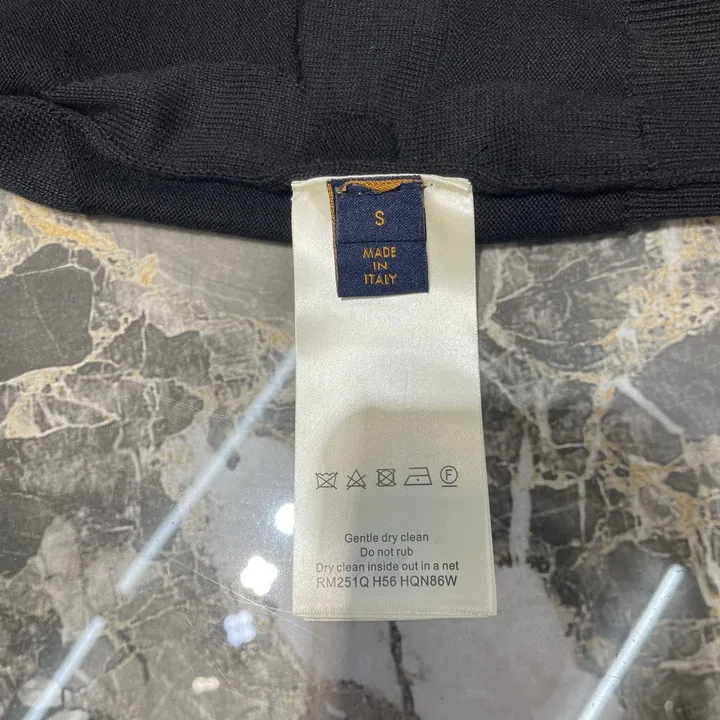 S
MADE
IN
ITALY
F
Gentle dry clean
Do not rub
Dry clean inside out in a net
RM251Q H56 HQN86W